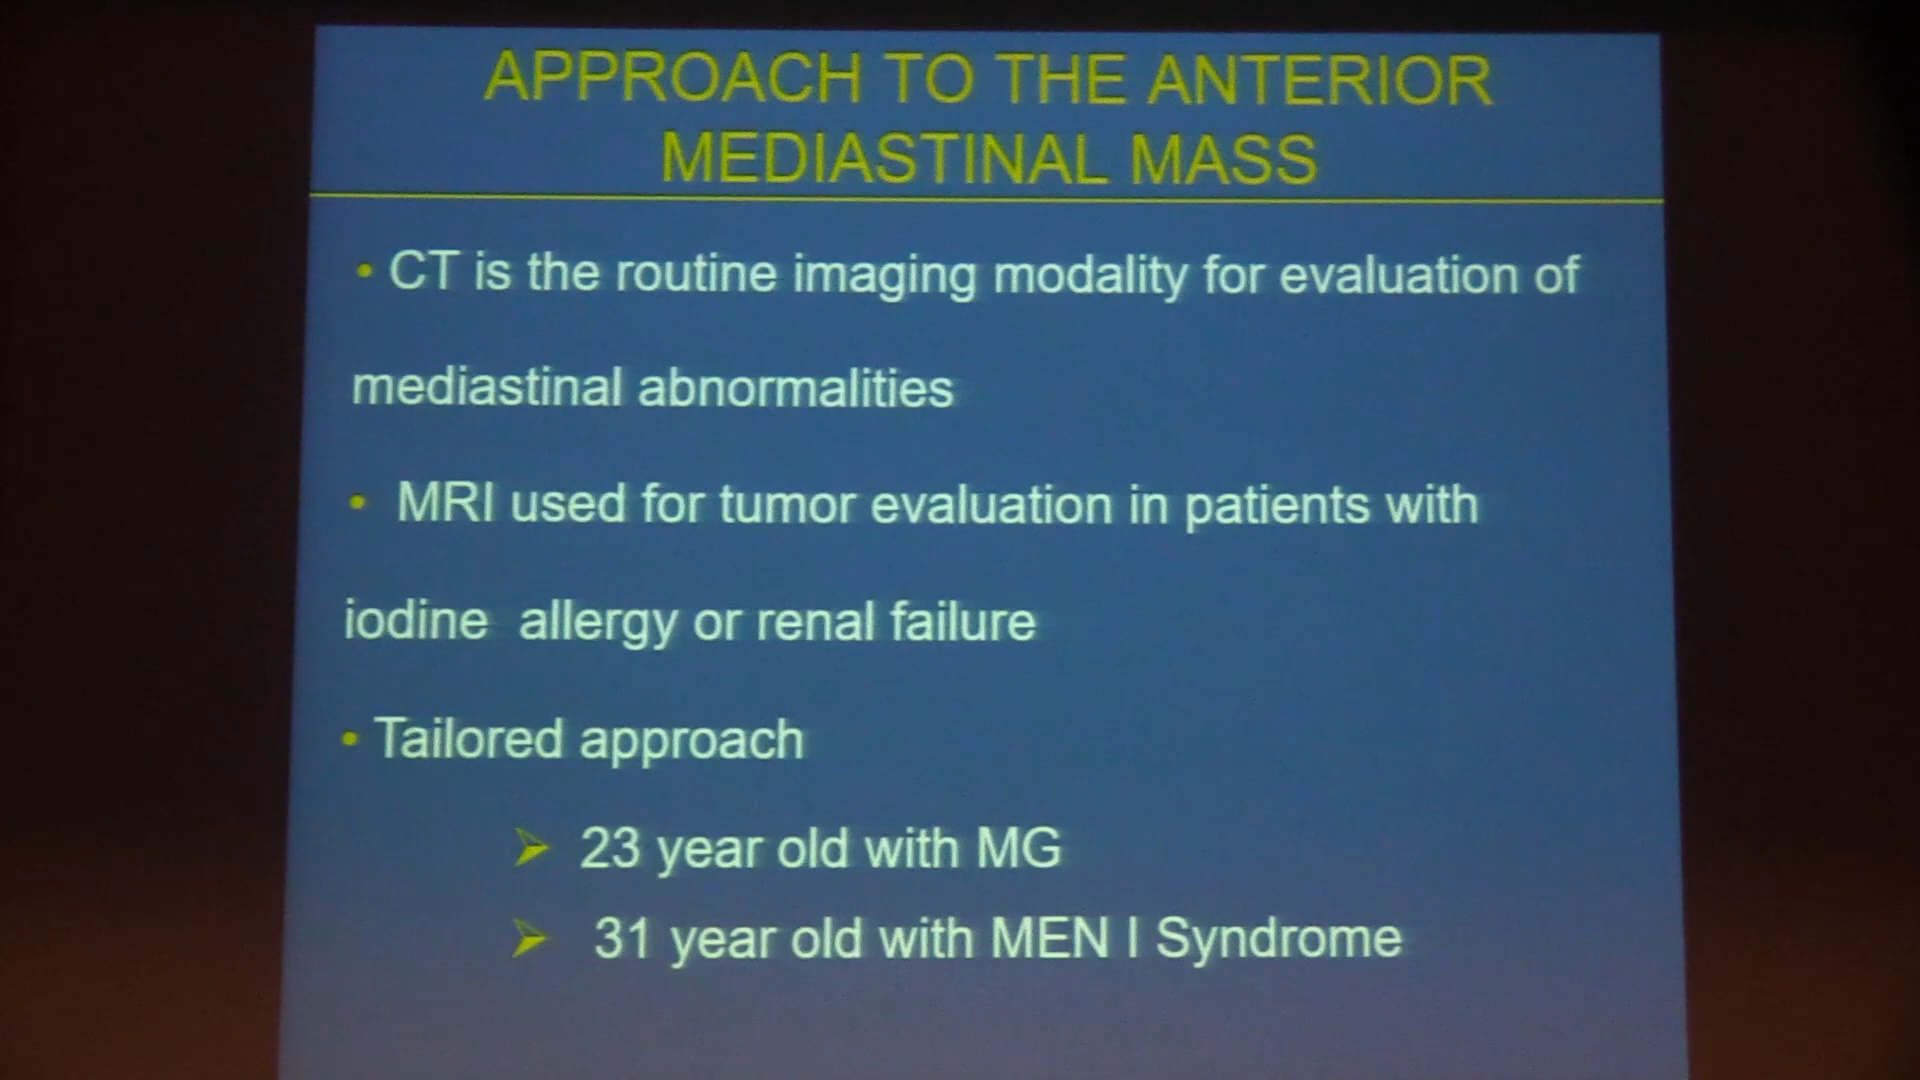 APPROACH TO THE ANTERIOR
MEDIASTINAL MASS
• CT is the routine imaging modality for evaluation of
mediastinal abnormalities
• MRI used for tumor evaluation in patients with
iodine allergy or renal failure
• Tailored approach
➢ 23 year old with MG
➢ 31 year old with MEN I Syndrome